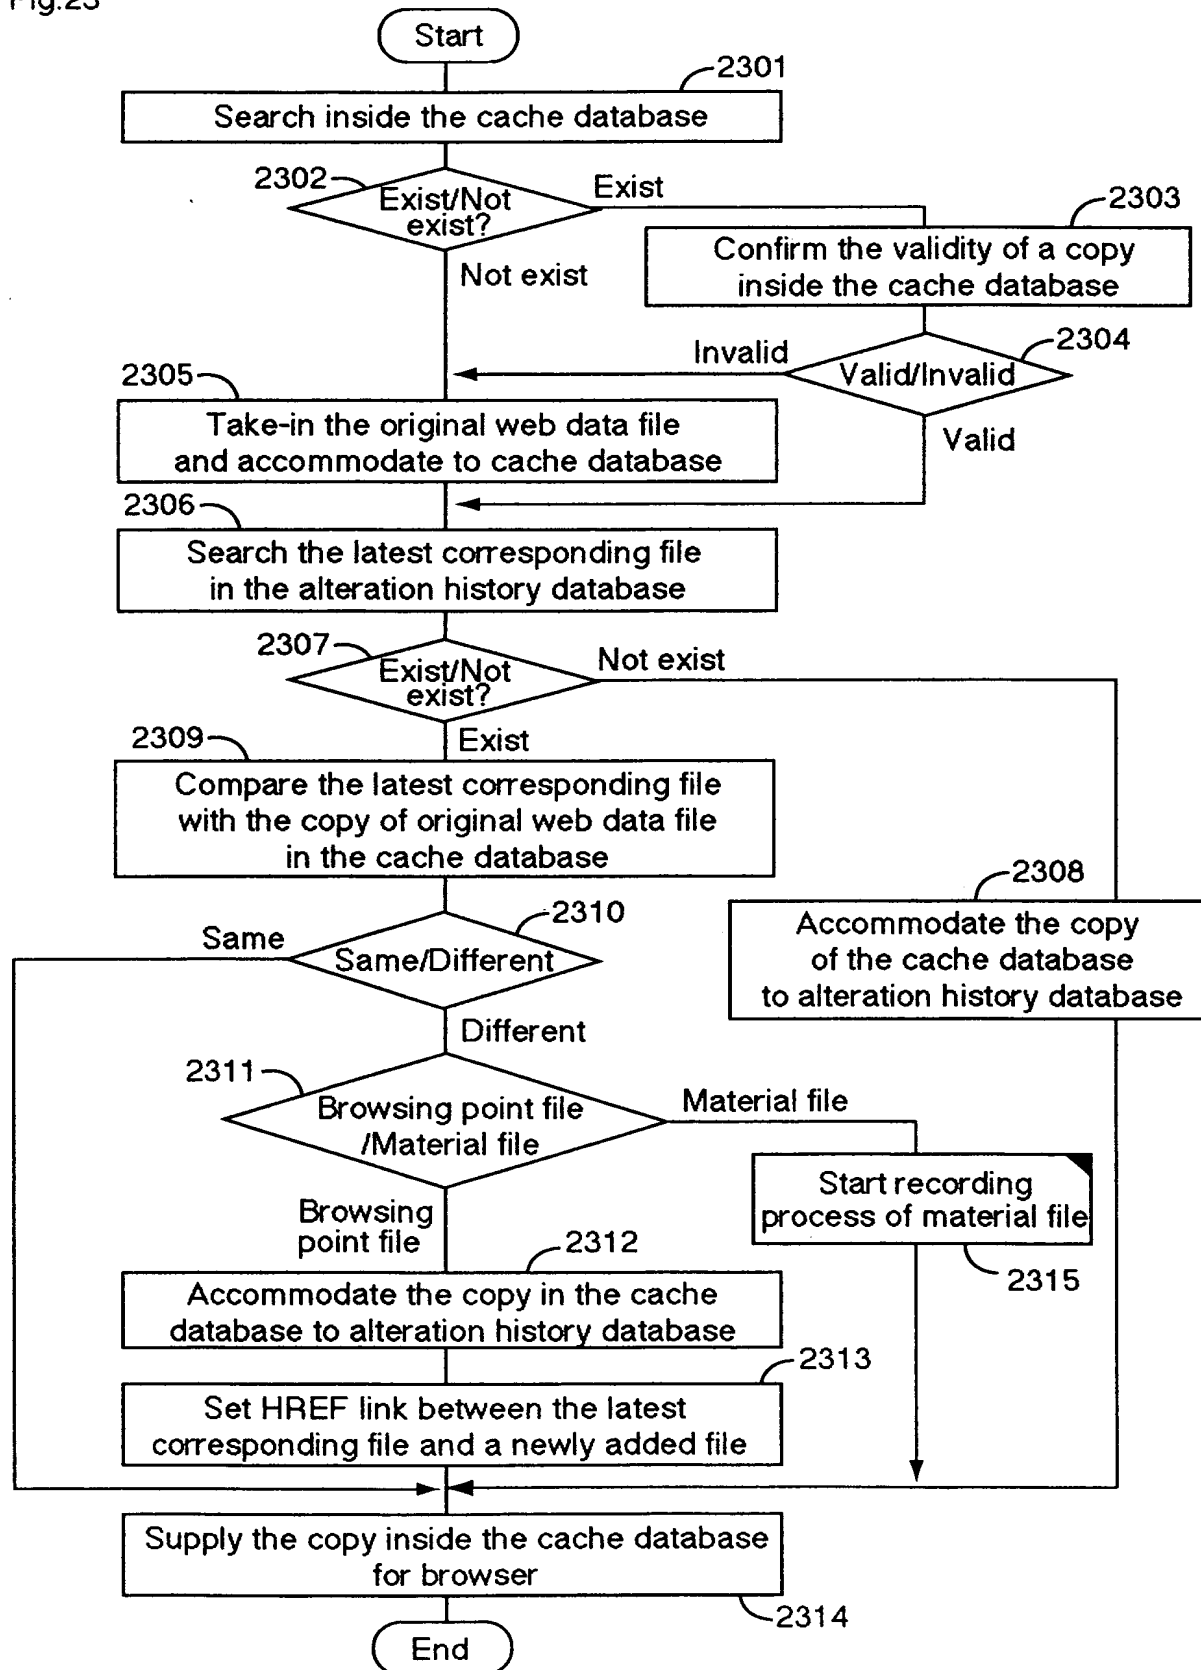 Fig.23
Start
2301
Search inside the cache database
2302
Exist/Not
exist?
Exist
2303
Not exist
Confirm the validity of a copy
inside the cache database
2304
Invalid
Valid/Invalid
2305
Valid
Take-in the original web data file
and accommodate to cache database
2306
Search the latest corresponding file
in the alteration history database
2307
Exist/Not
exist?
Not exist
Exist
2309
Compare the latest corresponding file
with the copy of original web data file
in the cache database
2308
Accommodate the copy
of the cache database
to alteration history database
2310
Same
Same/Different
Different
2311
Browsing point file
/Material file
Material file
Start recording
process of material file
2315
Browsing
point file
2312
Accommodate the copy in the cache
database to alteration history database
2313
Set HREF link between the latest
corresponding file and a newly added file
Supply the copy inside the cache database
for browser
2314
End